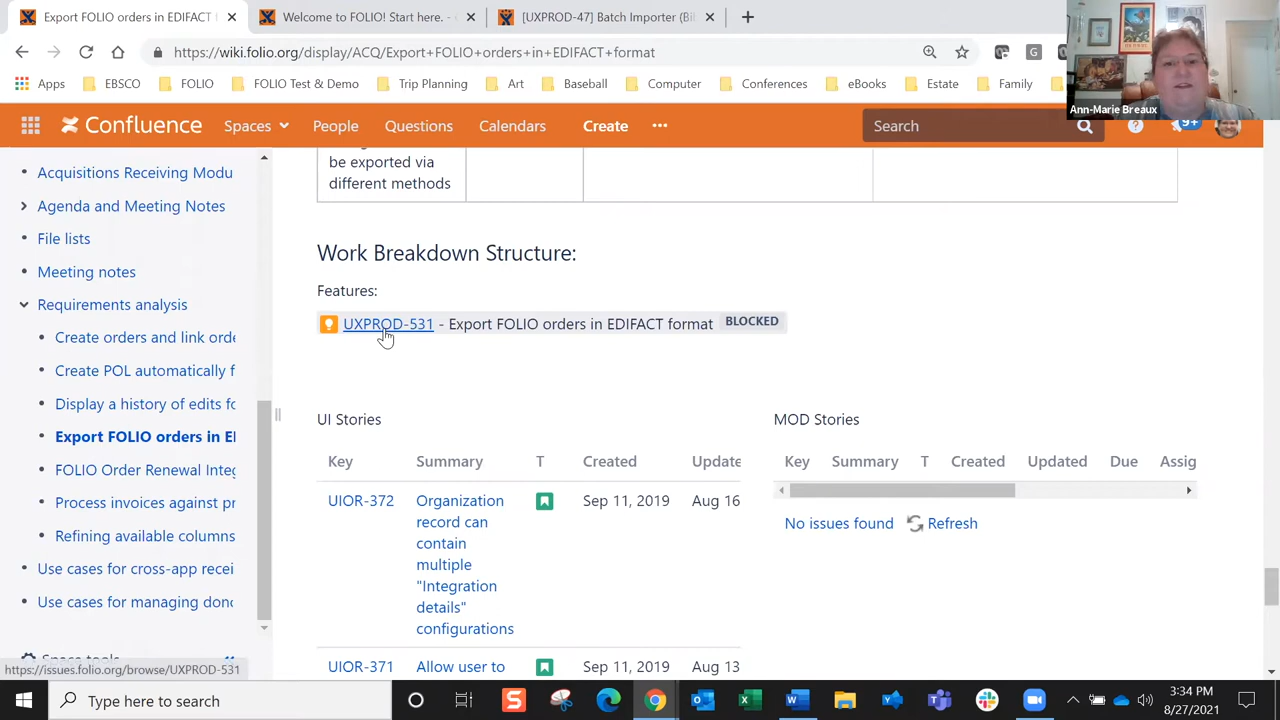 Export FOLIO orders in EDIFACT
Welcome to FOLIO! Start here. -
[UXPROD-47] Batch Importer (Bi
https://wiki.folio.org/display/ACQ/Export+FOLIO+orders+in+EDIFACT+format
Ann-Marie Breaux
Apps EBSCO FOLIO FOLIO Test & Demo Trip Planning Art Baseball Computer Conferences eBooks Estate Family
Confluence Spaces People Questions Calendars Create Search 9+
be exported via
different methods
Acquisitions Receiving Modu
Agenda and Meeting Notes
File lists
Meeting notes
Requirements analysis
Create orders and link orde
Create POL automatically f
Display a history of edits fo
Export FOLIO orders in EI
FOLIO Order Renewal Integ
Process invoices against pr
Refining available columns
Use cases for cross-app recei
Use cases for managing dono
Space tools
Work Breakdown Structure:
Features:
UXPROD-531 - Export FOLIO orders in EDIFACT format BLOCKED
UI Stories
Key Summary T Created Update
UIOR-372 Organization Sep 11, 2019 Aug 16
record can
contain
multiple
"Integration
details"
configurations
UIOR-371 Allow user to Sep 11, 2019 Aug 13
MOD Stories
Key Summary T Created Updated Due Assig
No issues found Refresh
https://issues.folio.org/browse/UXPROD-531
Type here to search
3:34 PM
8/27/2021